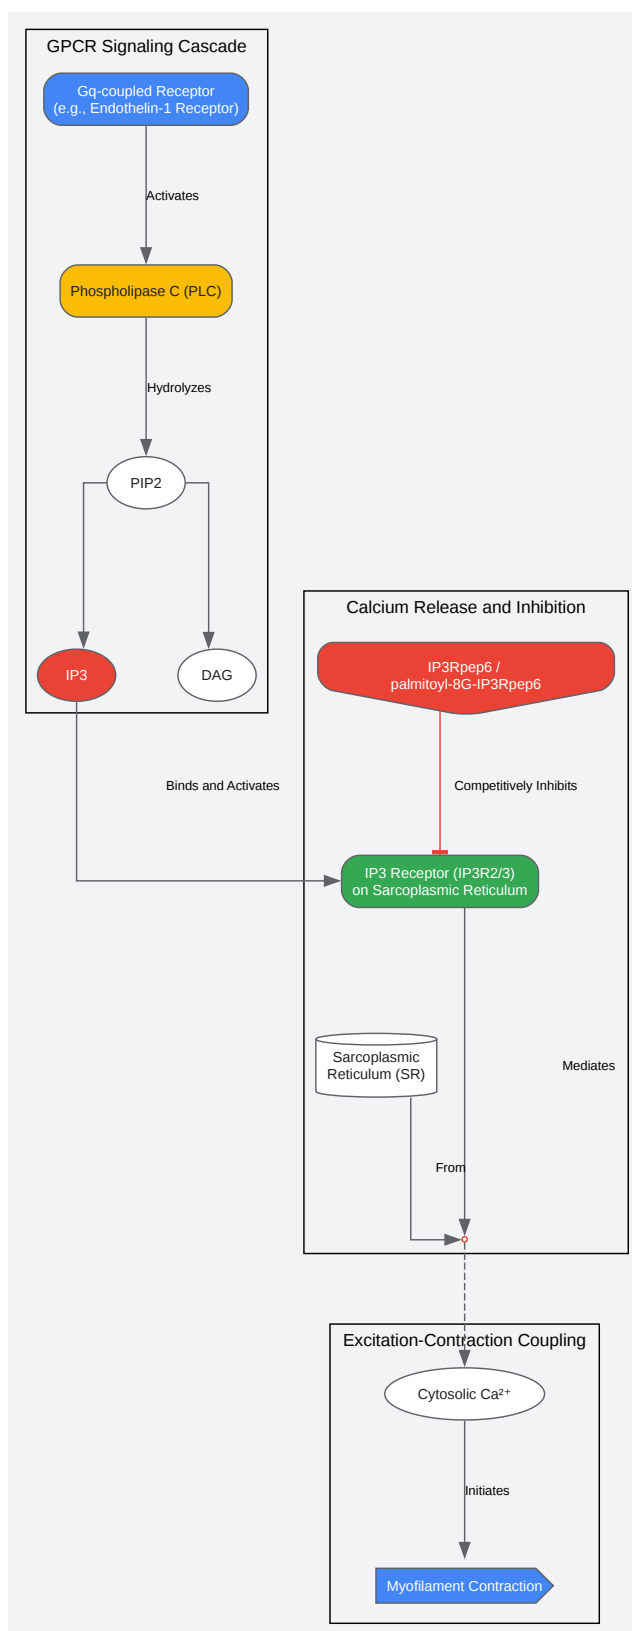 GPCR Signaling Cascade
Gq-coupled Receptor
(e.g., Endothelin-1 Receptor)
Activates
Phospholipase C (PLC)
Hydrolyzes
PIP2
IP3
DAG
Calcium Release and Inhibition
IP3Rpep6 /
palmitoyl-8G-IP3Rpep6
Binds and Activates
Competitively Inhibits
IP3 Receptor (IP3R2/3)
on Sarcoplasmic Reticulum
Sarcoplasmic
Reticulum (SR)
Mediates
From
Excitation-Contraction Coupling
Cytosolic Ca²⁺
Initiates
Myofilament Contraction